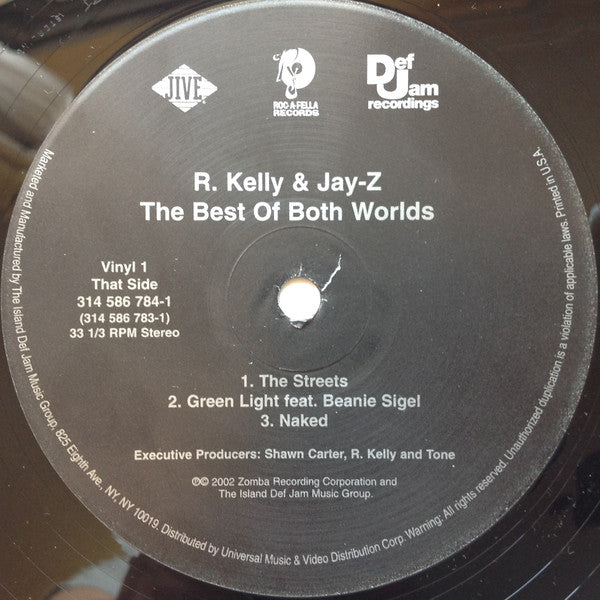 JIVE
ROC-A-FELLA
RECORDS
Def
Jam
recordings
R. Kelly & Jay-Z
The Best Of Both Worlds
Vinyl 1
That Side
314 586 784-1
(314 586 783-1)
33 1/3 RPM Stereo
1. The Streets
2. Green Light feat. Beanie Sigel
3. Naked
Executive Producers: Shawn Carter, R. Kelly and Tone
℗© 2002 Zomba Recording Corporation and
The Island Def Jam Music Group.
Marketed and Manufactured by The Island Def Jam Music Group, 825 Eighth Ave., NY, NY 10019. Distributed by Universal Music & Video Distribution Corp. Warning: All rights reserved. Unauthorized duplication is a violation of applicable laws. Printed in U.S.A.